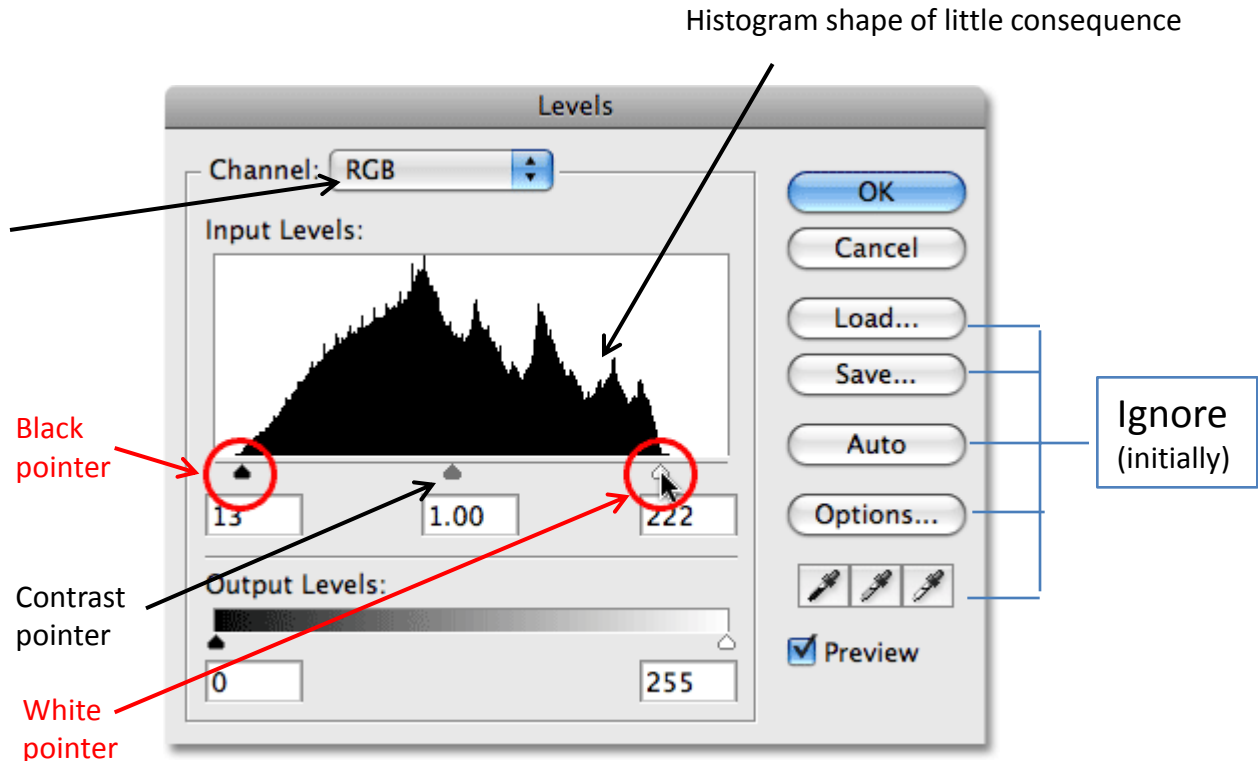 Histogram shape of little consequence
Levels
Channel: RGB
Input Levels:
13
1.00
222
Output Levels:
0
255
OK
Cancel
Load...
Save...
Auto
Options...
Preview
Black
pointer
Contrast
pointer
White
pointer
Ignore
(initially)